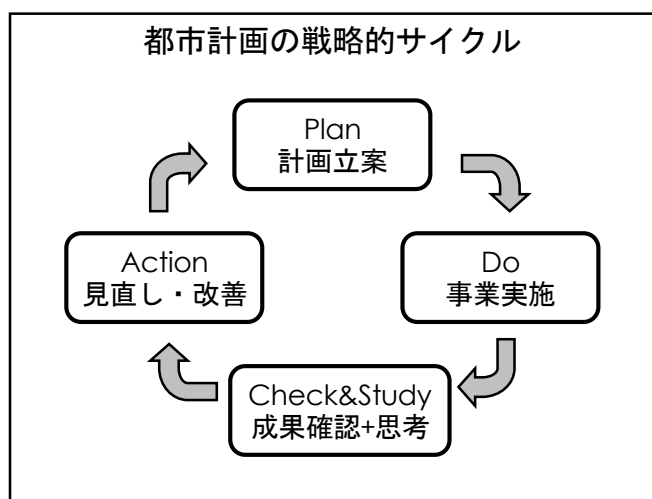 都市計画の戦略的サイクル
Plan
計画立案
Action
見直し・改善
Do
事業実施
Check&Study
成果確認+思考